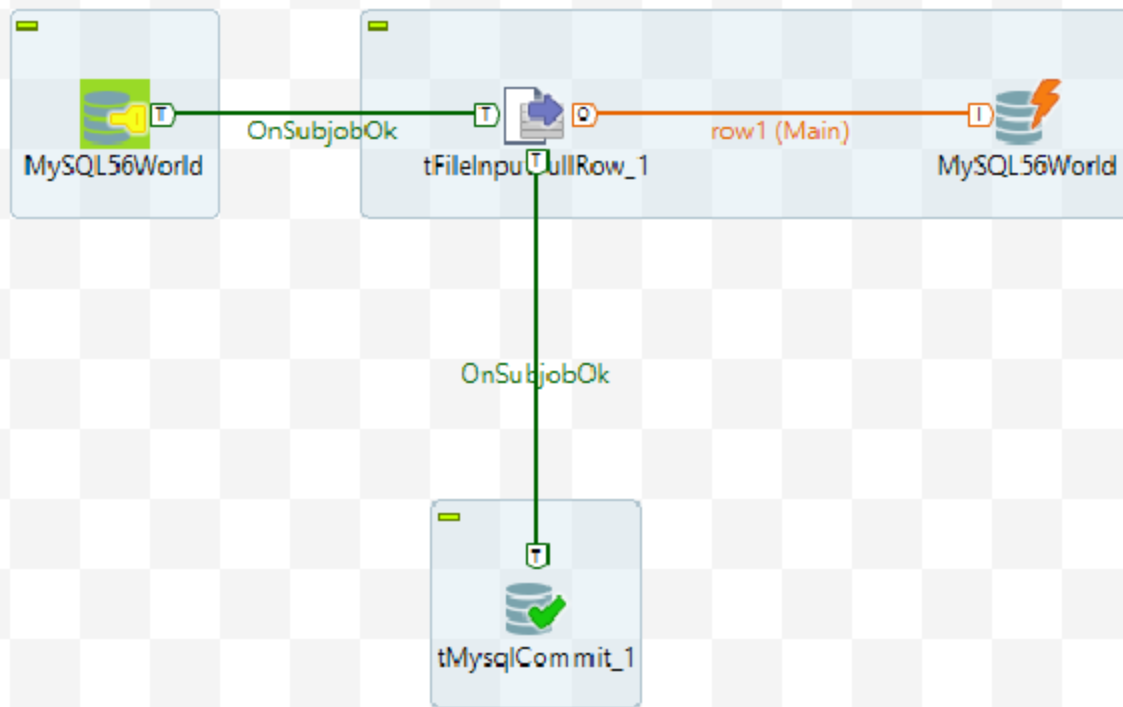 T
T
O
I
OnSubjobOk
row1 (Main)
MySQL56World
tFileInpu
T
ullRow_1
MySQL56World
OnSubjobOk
T
tMysqlCommit_1